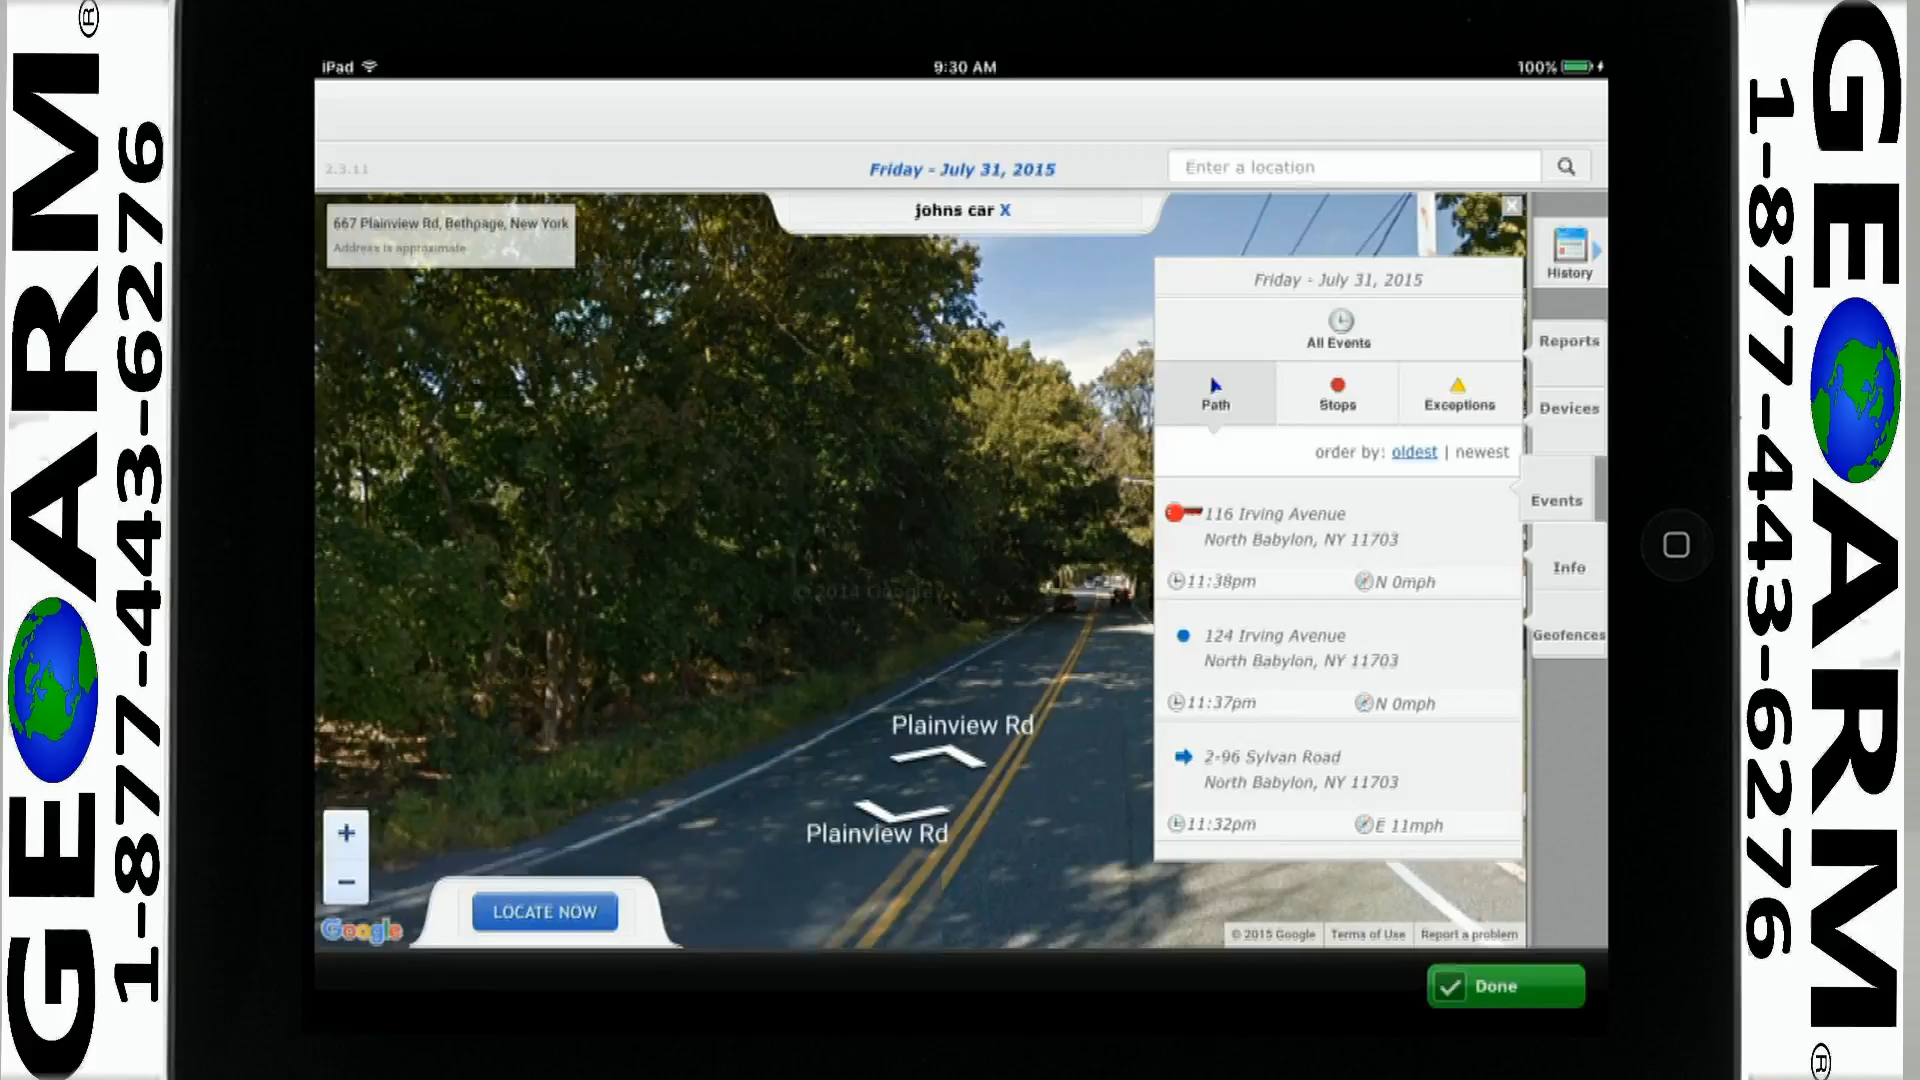 GEOARM®
1-877-443-6276
iPad
9:30 AM
100%
2.3.11
Friday - July 31, 2015
Enter a location
johns car X
667 Plainview Rd, Bethpage, New York
Address is approximate
History
Reports
Devices
Events
Info
Geofences
Friday - July 31, 2015
All Events
Path
Stops
Exceptions
order by: oldest | newest
116 Irving Avenue
North Babylon, NY 11703
11:38pm
N 0mph
124 Irving Avenue
North Babylon, NY 11703
11:37pm
N 0mph
2-96 Sylvan Road
North Babylon, NY 11703
11:32pm
E 11mph
© 2014 Google
Plainview Rd
Plainview Rd
+
−
Google
LOCATE NOW
© 2015 Google
Terms of Use
Report a problem
Done
GEOARM®
1-877-443-6276